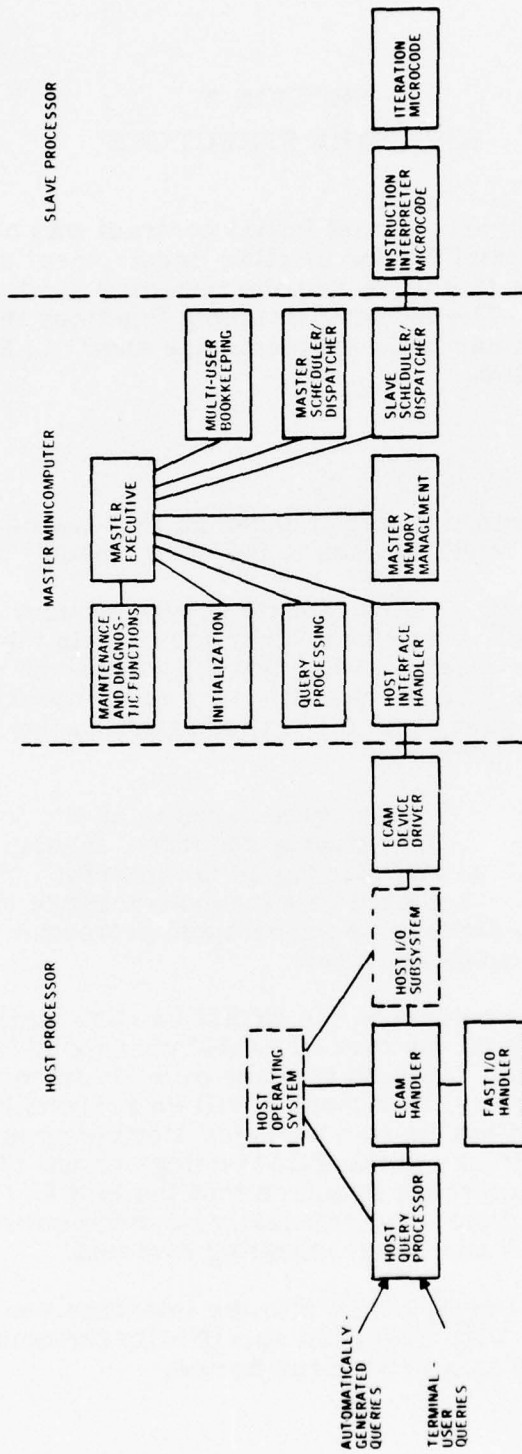 HOST PROCESSOR
MASTER MINICOMPUTER
SLAVE PROCESSOR
AUTOMATICALLY-
GENERATED
QUERIES
TERMINAL-
USER
QUERIES
HOST
QUERY
PROCESSOR
HOST
OPERATING
SYSTEM
ECAM
HANDLER
FAST I/O
HANDLER
HOST I/O
SUBSYSTEM
ECAM
DEVICE
DRIVER
MAINTENANCE
AND DIAGNOS-
TIC FUNCTIONS
INITIALIZATION
QUERY
PROCESSING
HOST
INTERFACE
HANDLER
MASTER
EXECUTIVE
MASTER
MEMORY
MANAGEMENT
MULTI-USER
BOOKKEEPING
MASTER
SCHEDULER/
DISPATCHER
SLAVE
SCHEDULER/
DISPATCHER
INSTRUCTION
INTERPRETER
MICROCODE
ITERATION
MICROCODE